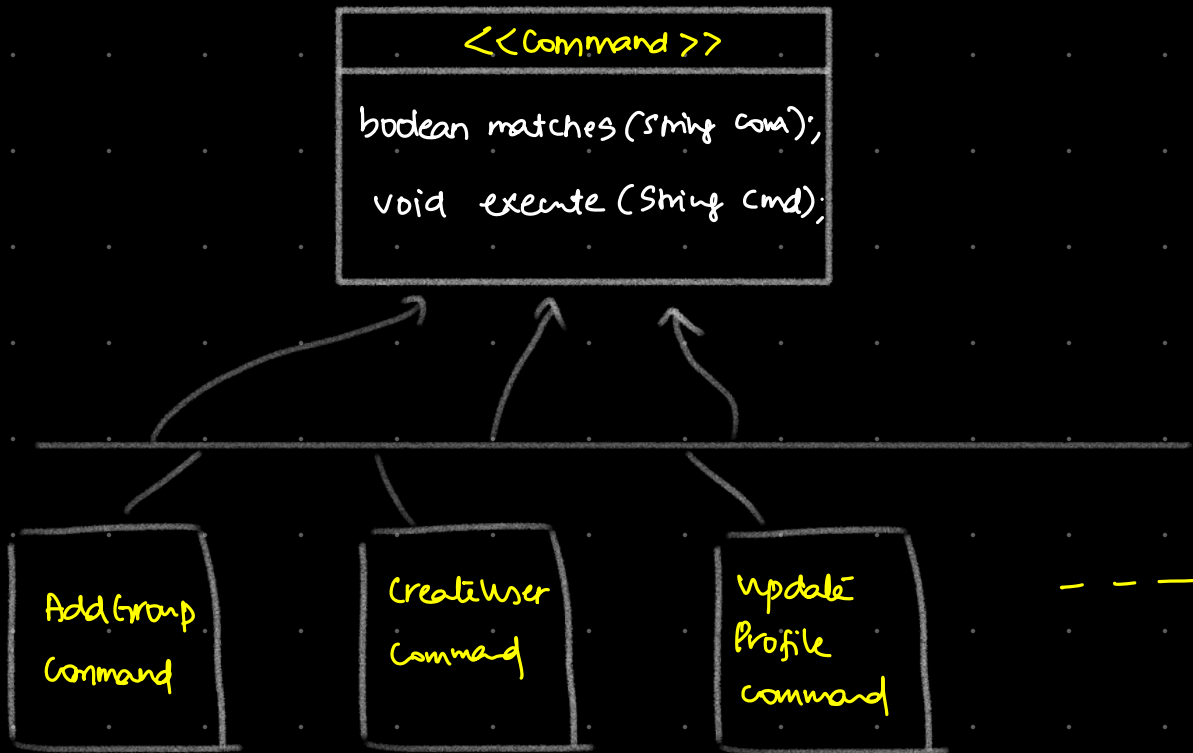 <<Command>>
boolean matches(String cmd);
void execute (String cmd);
AddGroup
Command
CreateUser
Command
Update
Profile
command